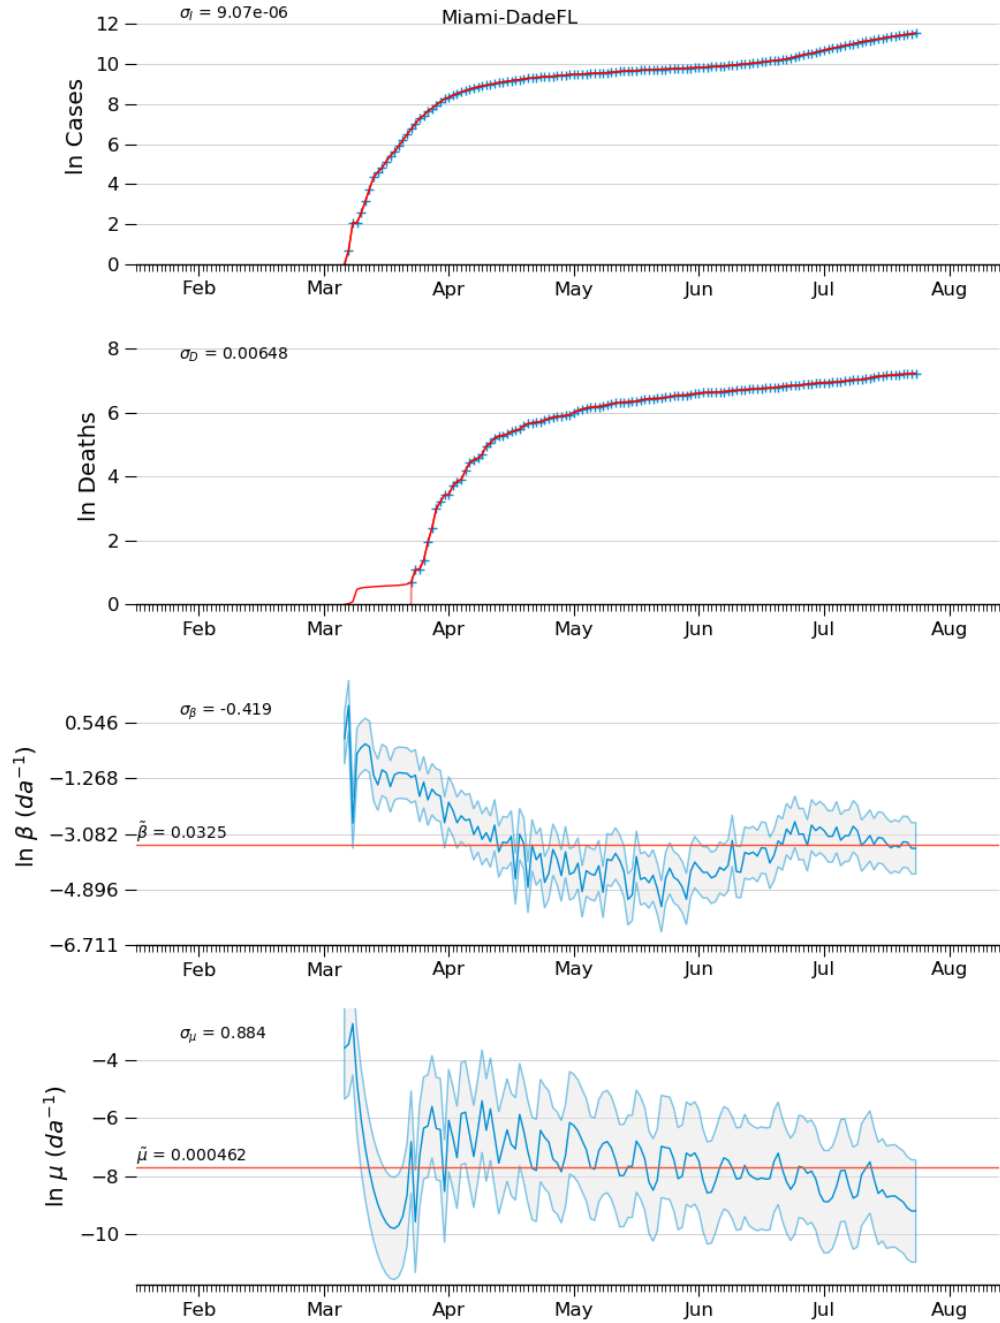 σ_I = 9.07e-06
Miami-DadeFL
ln Cases
12
10
8
6
4
2
0
Feb Mar Apr May Jun Jul Aug
σ_D = 0.00648
ln Deaths
8
6
4
2
0
Feb Mar Apr May Jun Jul Aug
σ_β = -0.419
ln β (da⁻¹)
0.546
−1.268
−3.082
β̃ = 0.0325
−4.896
−6.711
Feb Mar Apr May Jun Jul Aug
σ_μ = 0.884
ln μ (da⁻¹)
−4
−6
μ̃ = 0.000462
−8
−10
Feb Mar Apr May Jun Jul Aug